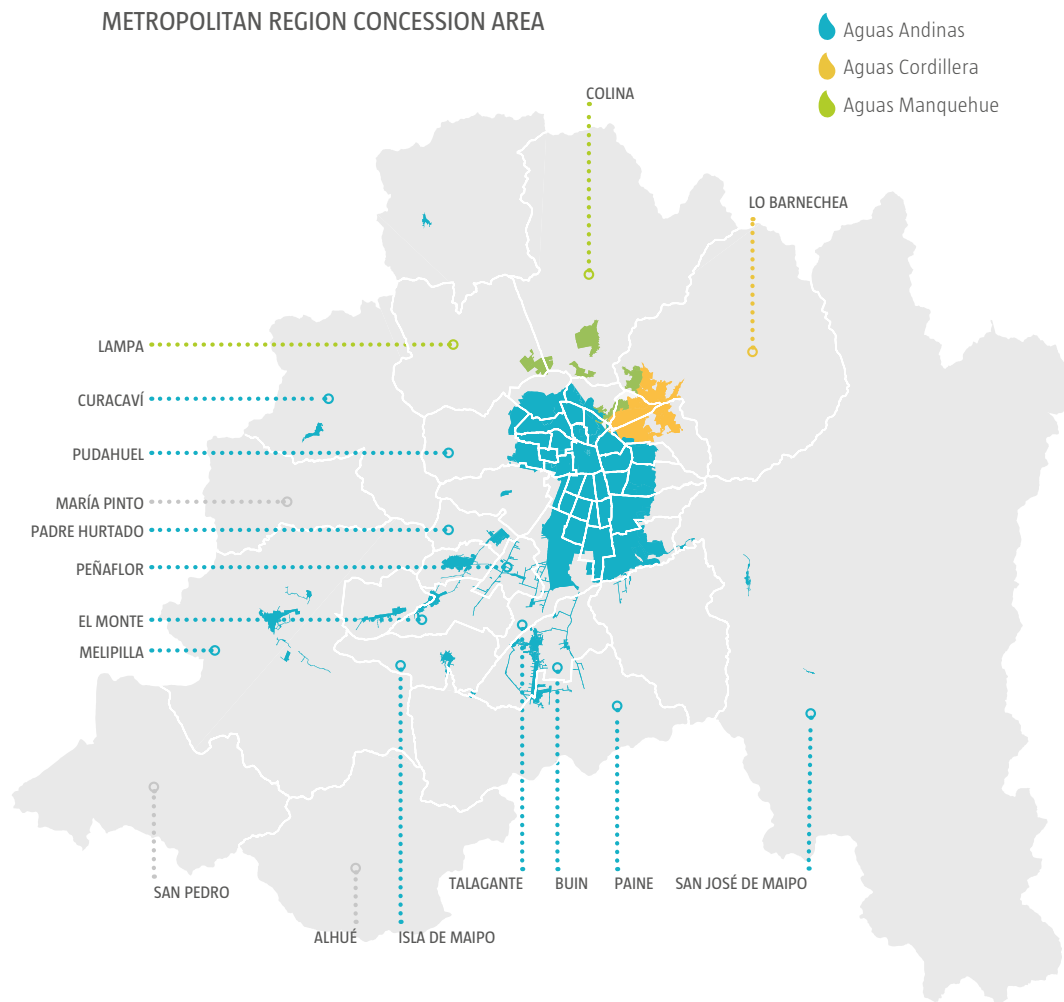 METROPOLITAN REGION CONCESSION AREA
Aguas Andinas
Aguas Cordillera
Aguas Manquehue
COLINA
LO BARNECHEA
LAMPA
CURACAVÍ
PUDAHUEL
MARÍA PINTO
PADRE HURTADO
PEÑAFLOR
EL MONTE
MELIPILLA
SAN PEDRO
ALHUÉ
ISLA DE MAIPO
TALAGANTE
BUIN
PAINE
SAN JOSÉ DE MAIPO